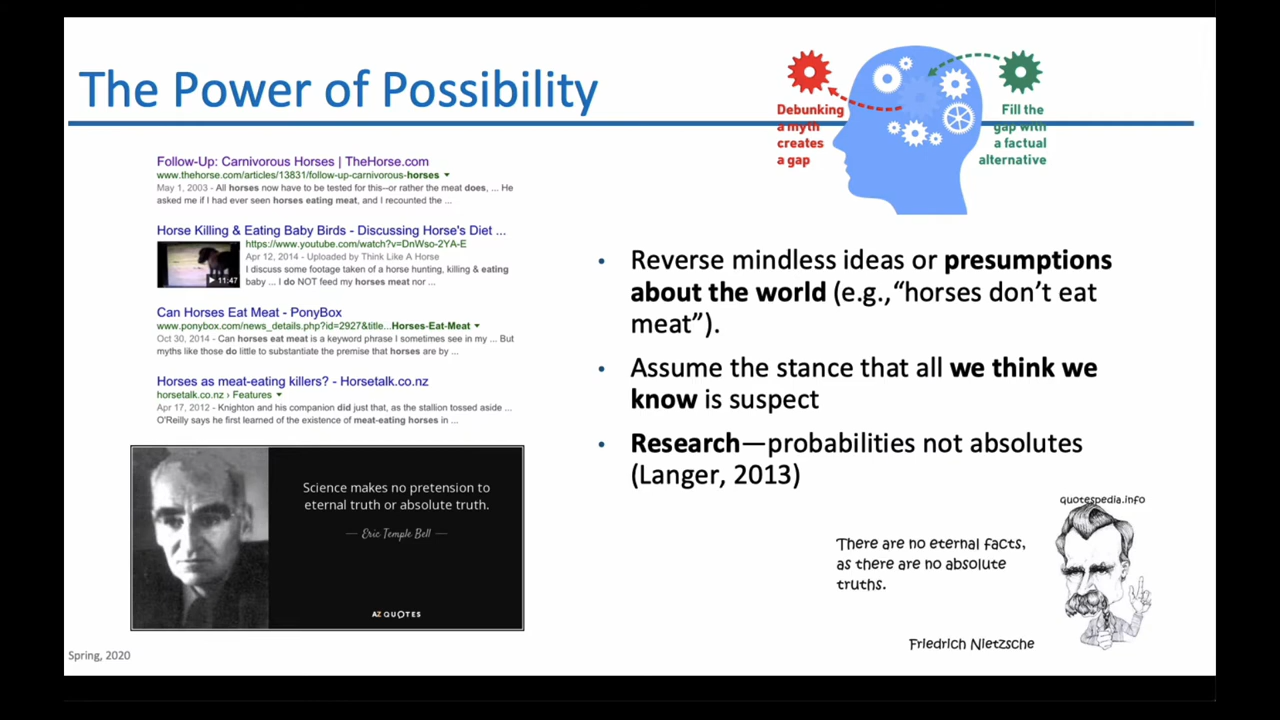 The Power of Possibility
Debunking
a myth
creates
a gap
Fill the
gap with
a factual
alternative
Follow-Up: Carnivorous Horses | TheHorse.com
www.thehorse.com/articles/13831/follow-up-carnivorous-horses
May 1, 2003 - All horses now have to be tested for this--or rather the meat does, ... He
asked me if I had ever seen horses eating meat, and I recounted the ...
Horse Killing & Eating Baby Birds - Discussing Horse's Diet ...
https://www.youtube.com/watch?v=DnWso-2YA-E
Apr 12, 2014 - Uploaded by Think Like A Horse
I discuss some footage taken of a horse hunting, killing & eating
baby ... I do NOT feed my horses meat nor ...
11:47
Can Horses Eat Meat - PonyBox
www.ponybox.com/news_details.php?id=2927&title...Horses-Eat-Meat
Oct 30, 2014 - Can horses eat meat is a keyword phrase I sometimes see in my ... But
myths like those do little to substantiate the premise that horses are by ...
Horses as meat-eating killers? - Horsetalk.co.nz
horsetalk.co.nz › Features
Apr 17, 2012 - Knighton and his companion did just that, as the stallion tossed aside ...
O'Reilly says he first learned of the existence of meat-eating horses in ...
• Reverse mindless ideas or presumptions
about the world (e.g.,“horses don’t eat
meat”).
• Assume the stance that all we think we
know is suspect
• Research—probabilities not absolutes
(Langer, 2013)
Science makes no pretension to
eternal truth or absolute truth.
— Eric Temple Bell —
AZ QUOTES
quotespedia.info
There are no eternal facts,
as there are no absolute
truths.
Friedrich Nietzsche
Spring, 2020